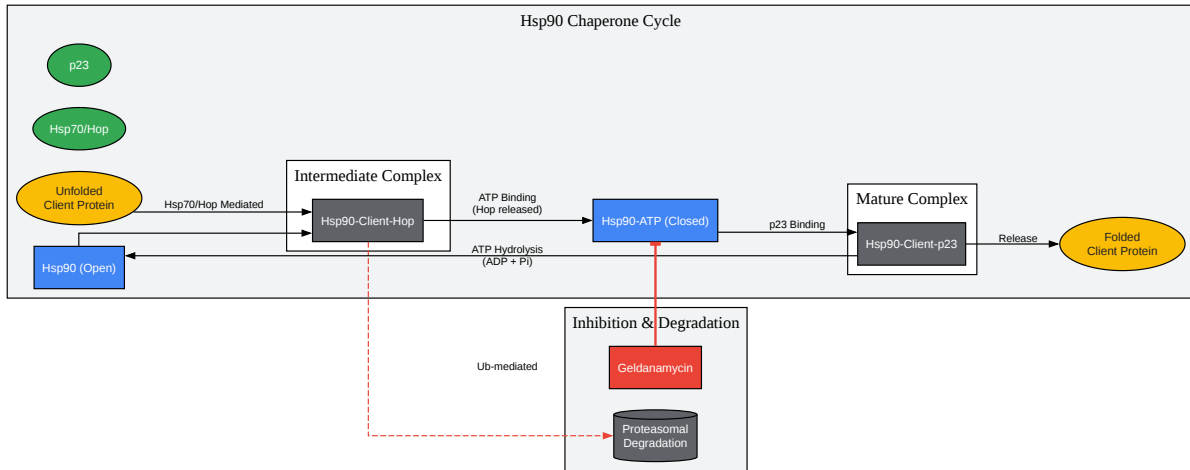 Hsp90 Chaperone Cycle
p23
Hsp70/Hop
Unfolded
Client Protein
Hsp70/Hop Mediated
Hsp90 (Open)
Intermediate Complex
Hsp90-Client-Hop
ATP Binding
(Hop released)
Hsp90-ATP (Closed)
ATP Hydrolysis
(ADP + Pi)
p23 Binding
Mature Complex
Hsp90-Client-p23
Release
Folded
Client Protein
Inhibition & Degradation
Geldanamycin
Ub-mediated
Proteasomal
Degradation